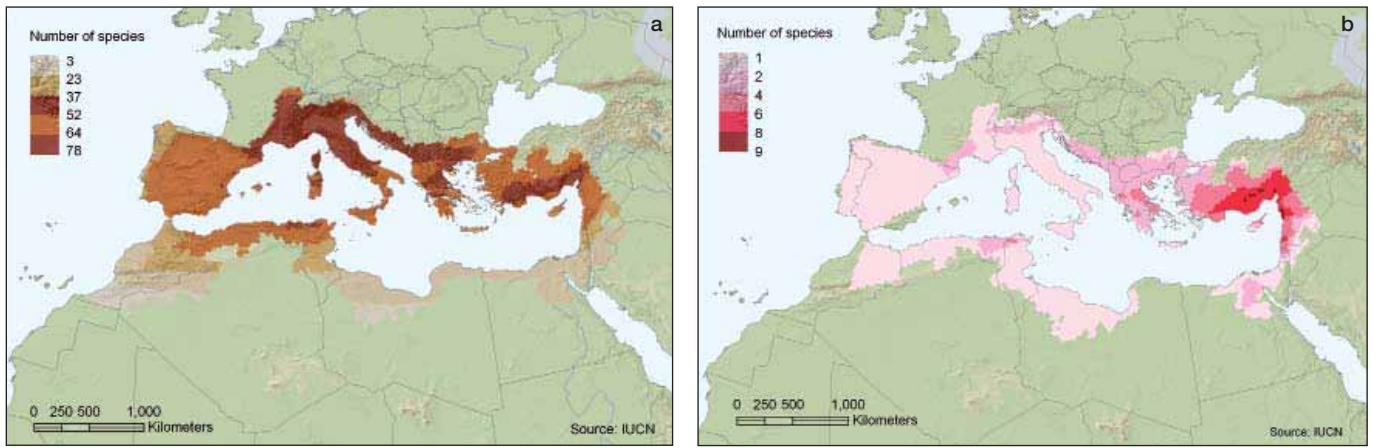 a
Number of species
3
23
37
52
64
78
0 250 500 1,000
Kilometers
Source: IUCN
b
Number of species
1
2
4
6
8
9
0 250 500 1,000
Kilometers
Source: IUCN